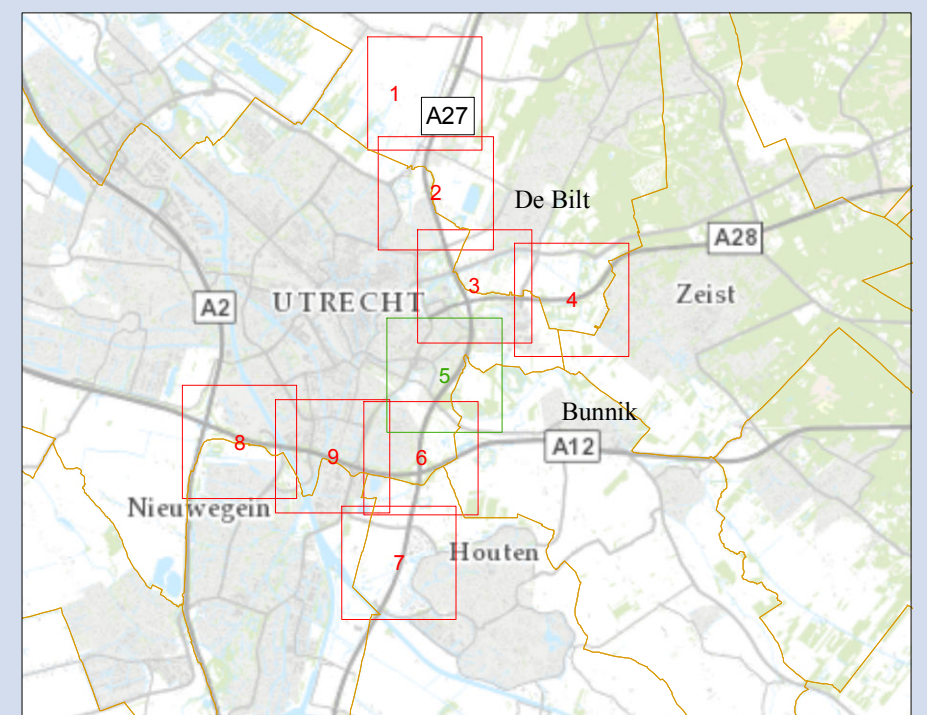 1
A27
2
De Bilt
A28
3
4
Zeist
A2
UTRECHT
5
Bunnik
8
9
6
A12
Nieuwegein
Houten
7